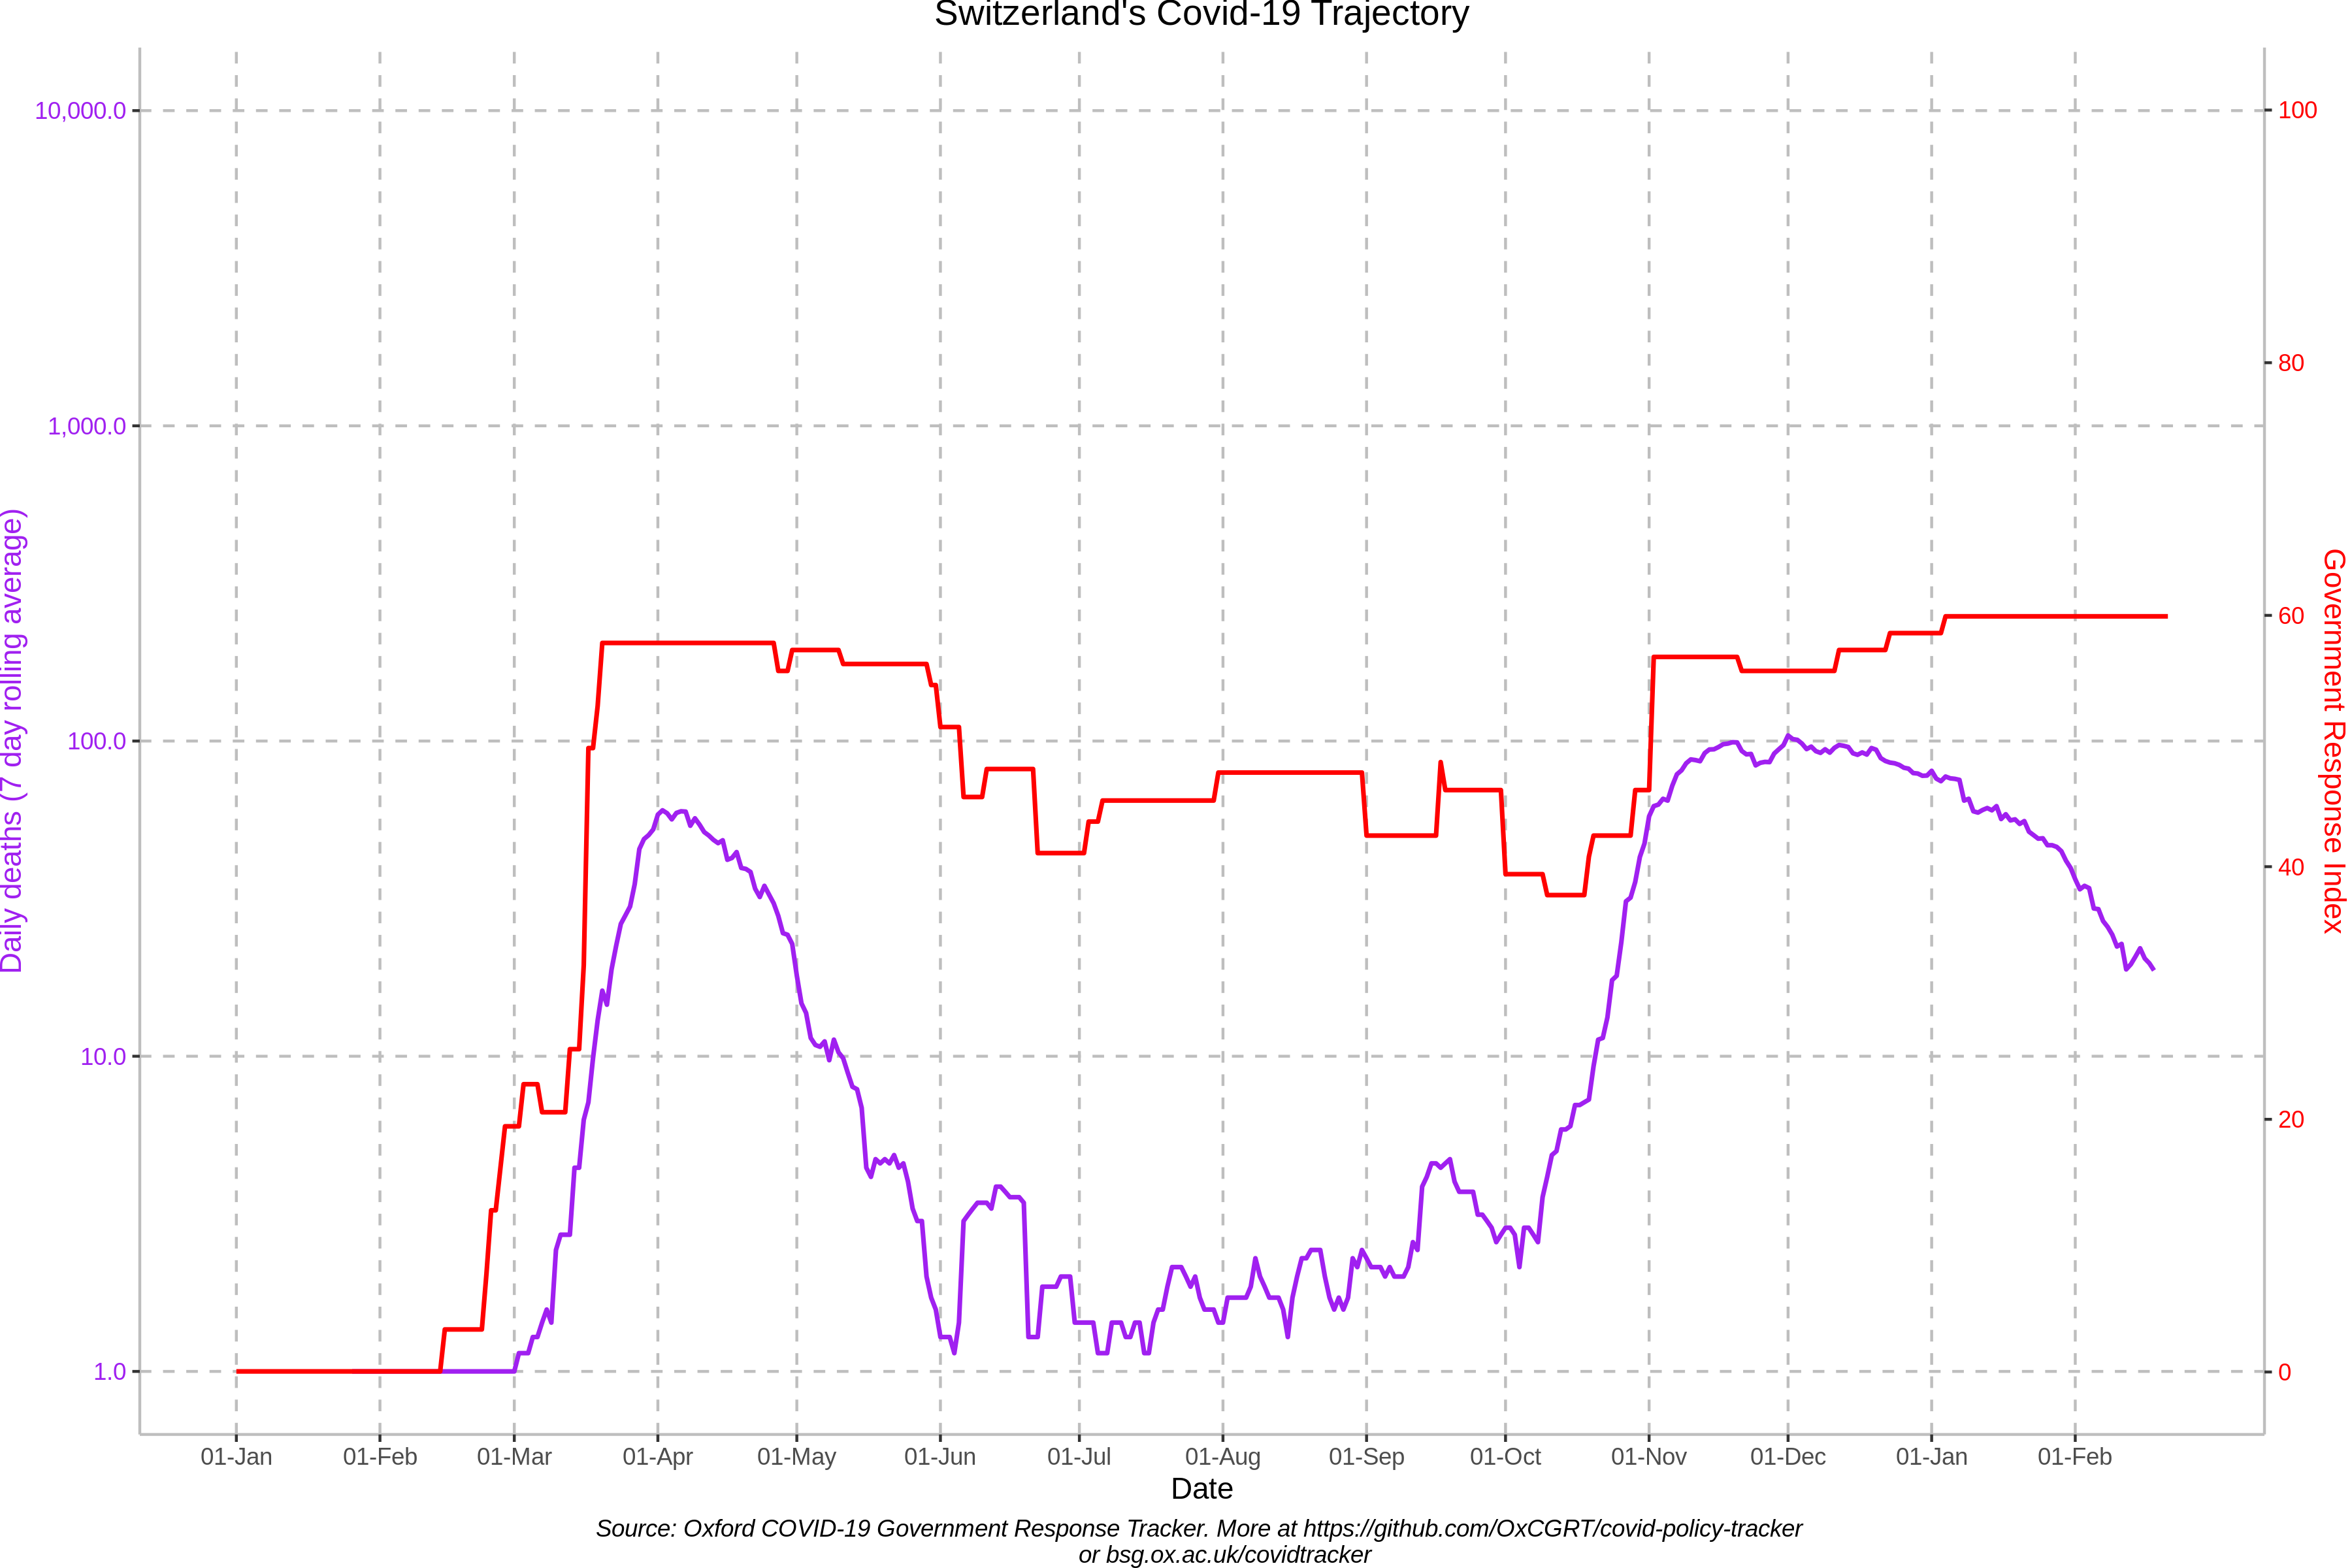 Switzerland's Covid-19 Trajectory
10,000.0
1,000.0
100.0
10.0
1.0
Daily deaths (7 day rolling average)
100
80
60
40
20
0
Government Response Index
01-Jan
01-Feb
01-Mar
01-Apr
01-May
01-Jun
01-Jul
01-Aug
01-Sep
01-Oct
01-Nov
01-Dec
01-Jan
01-Feb
Date
Source: Oxford COVID-19 Government Response Tracker. More at https://github.com/OxCGRT/covid-policy-tracker
or bsg.ox.ac.uk/covidtracker